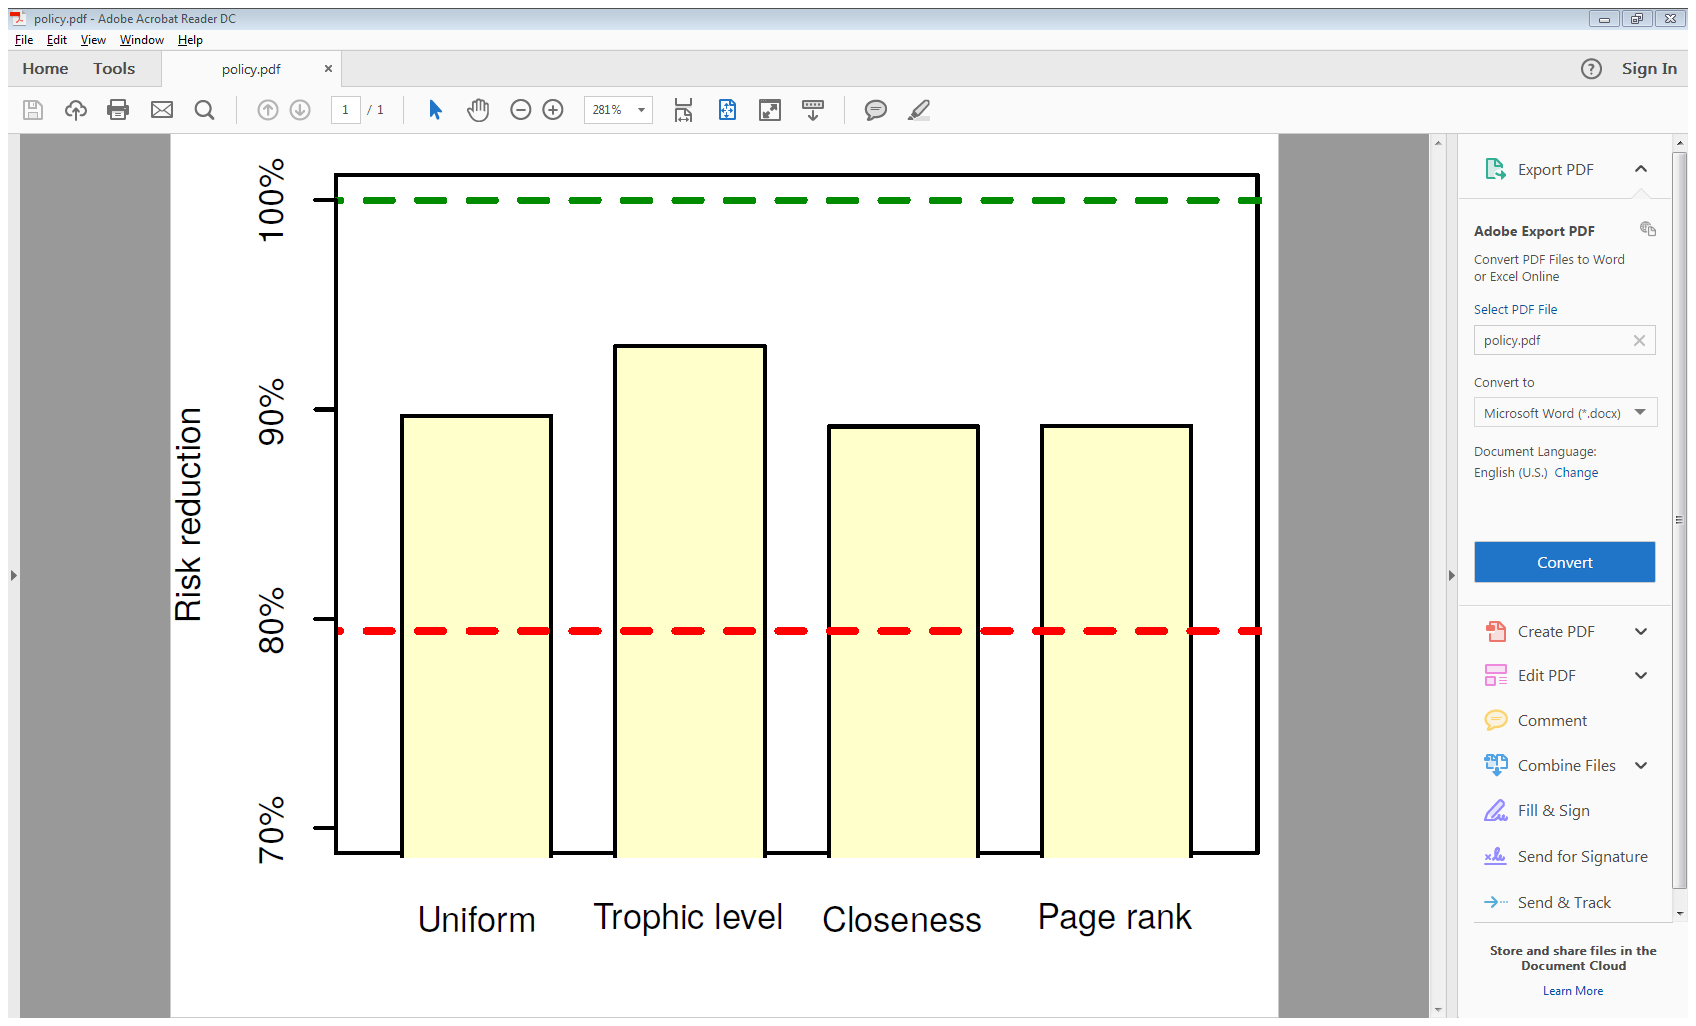 policy.pdf - Adobe Acrobat Reader DC
File Edit View Window Help
Home Tools policy.pdf × Sign In
1 / 1 281%
100%
90%
80%
70%
Risk reduction
Uniform Trophic level Closeness Page rank
Export PDF
Adobe Export PDF
Convert PDF Files to Word
or Excel Online
Select PDF File
policy.pdf
Convert to
Microsoft Word (*.docx)
Document Language:
English (U.S.) Change
Convert
Create PDF
Edit PDF
Comment
Combine Files
Fill & Sign
Send for Signature
Send & Track
Store and share files in the
Document Cloud
Learn More